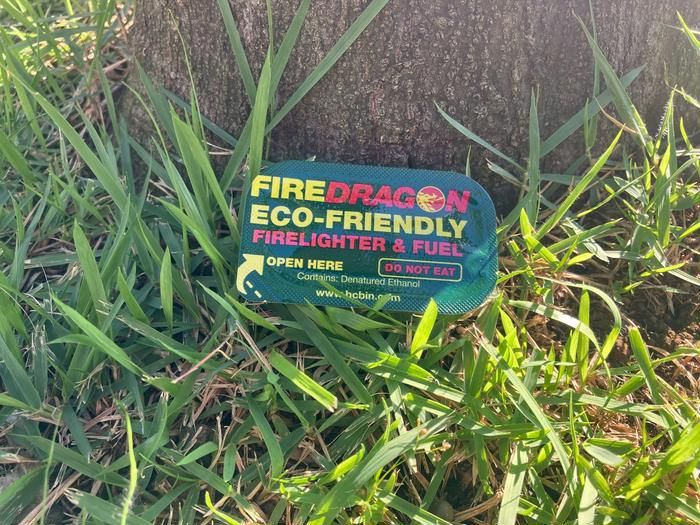 FIREDRAGON
ECO-FRIENDLY
FIRELIGHTER & FUEL
OPEN HERE
DO NOT EAT
Contains: Denatured Ethanol